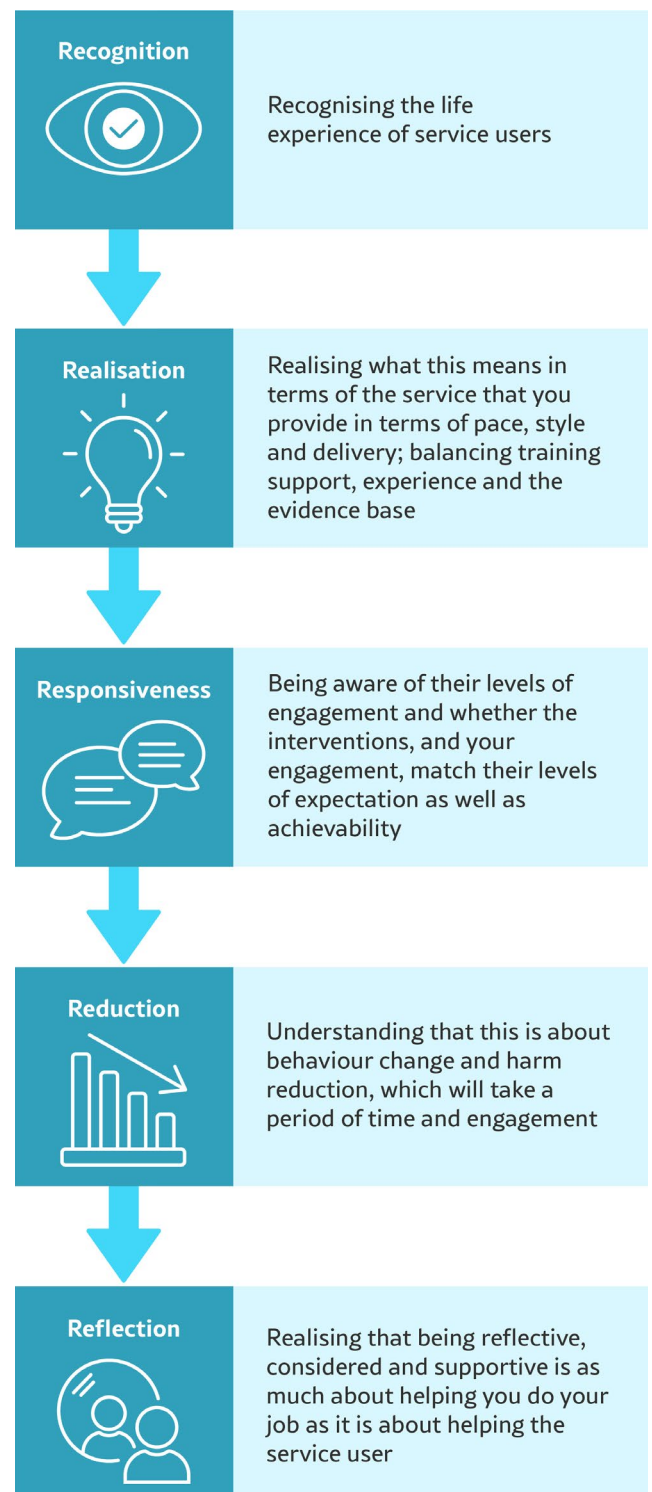 Recognition
Recognising the life
experience of service users
Realisation
Realising what this means in
terms of the service that you
provide in terms of pace, style
and delivery; balancing training
support, experience and the
evidence base
Responsiveness
Being aware of their levels of
engagement and whether the
interventions, and your
engagement, match their levels
of expectation as well as
achievability
Reduction
Understanding that this is about
behaviour change and harm
reduction, which will take a
period of time and engagement
Reflection
Realising that being reflective,
considered and supportive is as
much about helping you do your
job as it is about helping the
service user